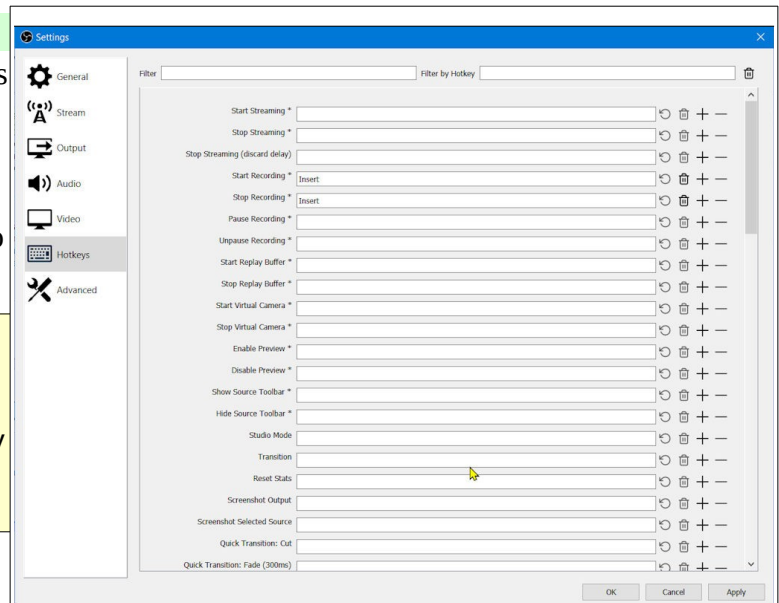 Settings
General
Stream
Output
Audio
Video
Hotkeys
Advanced
Filter Filter by Hotkey
Start Streaming *
Stop Streaming *
Stop Streaming (discard delay)
Start Recording * Insert
Stop Recording * Insert
Pause Recording *
Unpause Recording *
Start Replay Buffer *
Stop Replay Buffer *
Start Virtual Camera *
Stop Virtual Camera *
Enable Preview *
Disable Preview *
Show Source Toolbar *
Hide Source Toolbar *
Studio Mode
Transition
Reset Stats
Screenshot Output
Screenshot Selected Source
Quick Transition: Cut
Quick Transition: Fade (300ms)
OK Cancel Apply